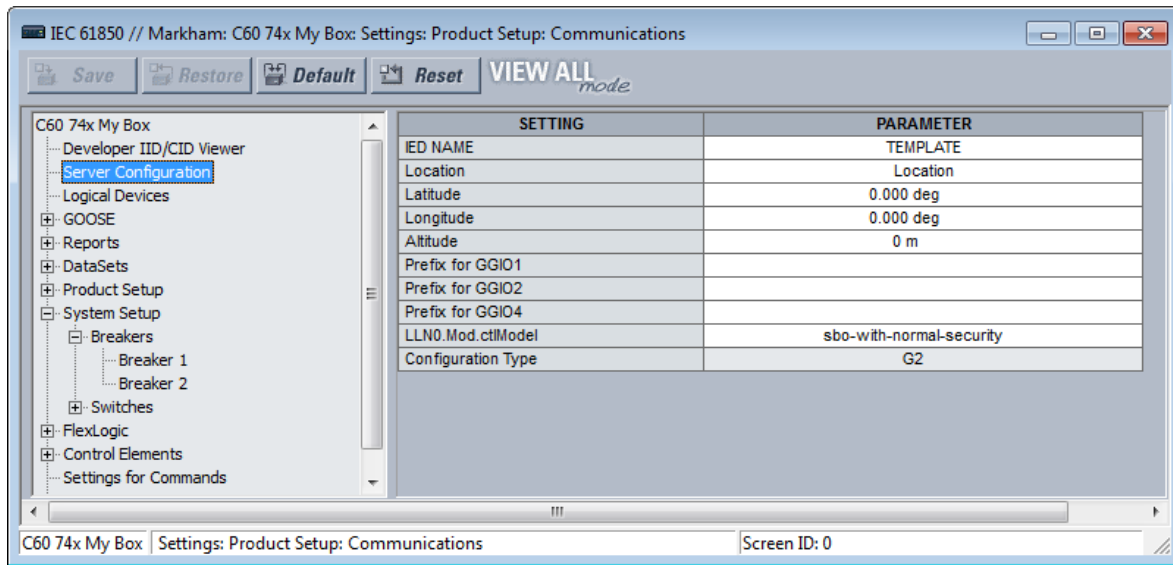 IEC 61850 // Markham: C60 74x My Box: Settings: Product Setup: Communications
Save Restore Default Reset VIEW ALL mode
C60 74x My Box
Developer IID/CID Viewer
Server Configuration
Logical Devices
GOOSE
Reports
DataSets
Product Setup
System Setup
Breakers
Breaker 1
Breaker 2
Switches
FlexLogic
Control Elements
Settings for Commands
SETTING PARAMETER
IED NAME TEMPLATE
Location Location
Latitude 0.000 deg
Longitude 0.000 deg
Altitude 0 m
Prefix for GGIO1
Prefix for GGIO2
Prefix for GGIO4
LLN0.Mod.ctlModel sbo-with-normal-security
Configuration Type G2
C60 74x My Box Settings: Product Setup: Communications Screen ID: 0